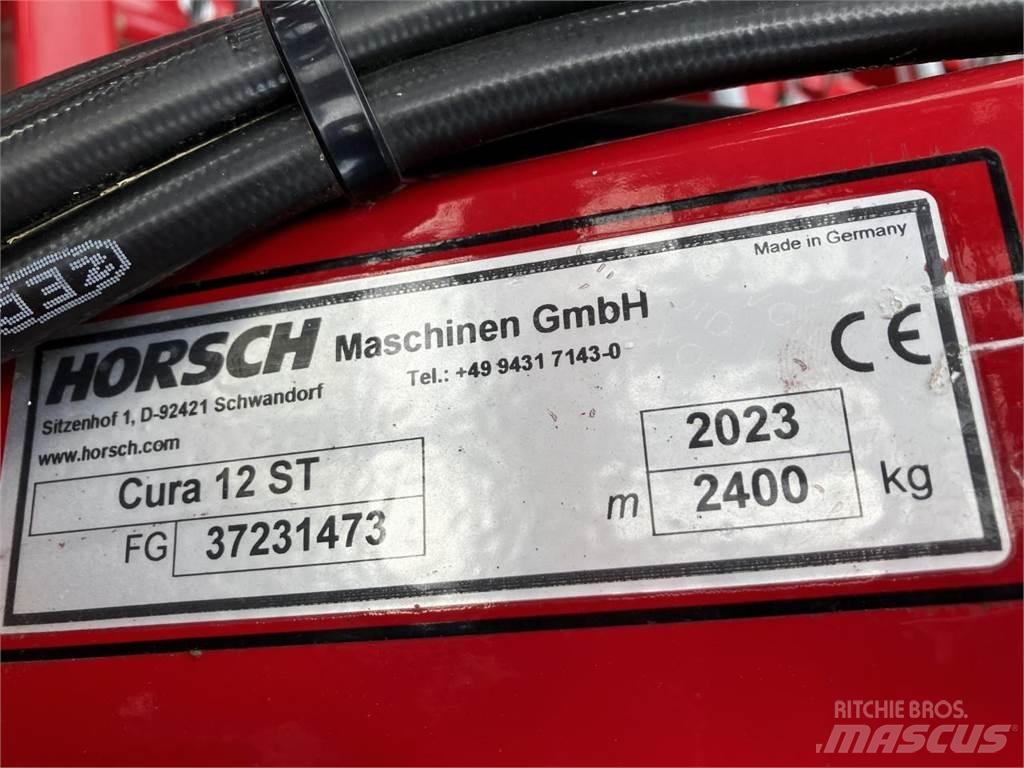 Made in Germany
HORSCH Maschinen GmbH
Sitzenhof 1, D-92421 Schwandorf
Tel.: +49 9431 7143-0
www.horsch.com
CE
Cura 12 ST
FG 37231473
2023
m 2400 kg
RITCHIE BROS.
MASCUS